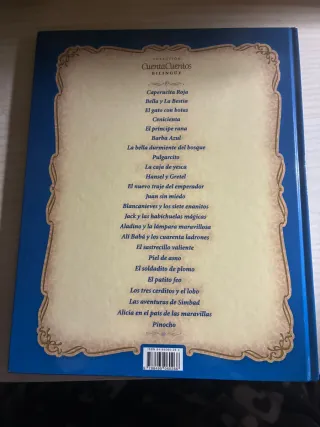 CuentaCuentos
BILINGÜE
Caperucita Roja
Bella y La Bestia
El gato con botas
Cenicienta
El príncipe rana
Barba Azul
La bella durmiente del bosque
Pulgarcito
La caja de yesca
Hansel y Gretel
El nuevo traje del emperador
Juan sin miedo
Blancanieves y los siete enanitos
Jack y las habichuelas mágicas
Aladino y la lámpara maravillosa
Alí Babá y los cuarenta ladrones
El sastrecillo valiente
Piel de asno
El soldadito de plomo
El patito feo
Los tres cerditos y el lobo
Las aventuras de Simbad
Alicia en el país de las maravillas
Pinocho